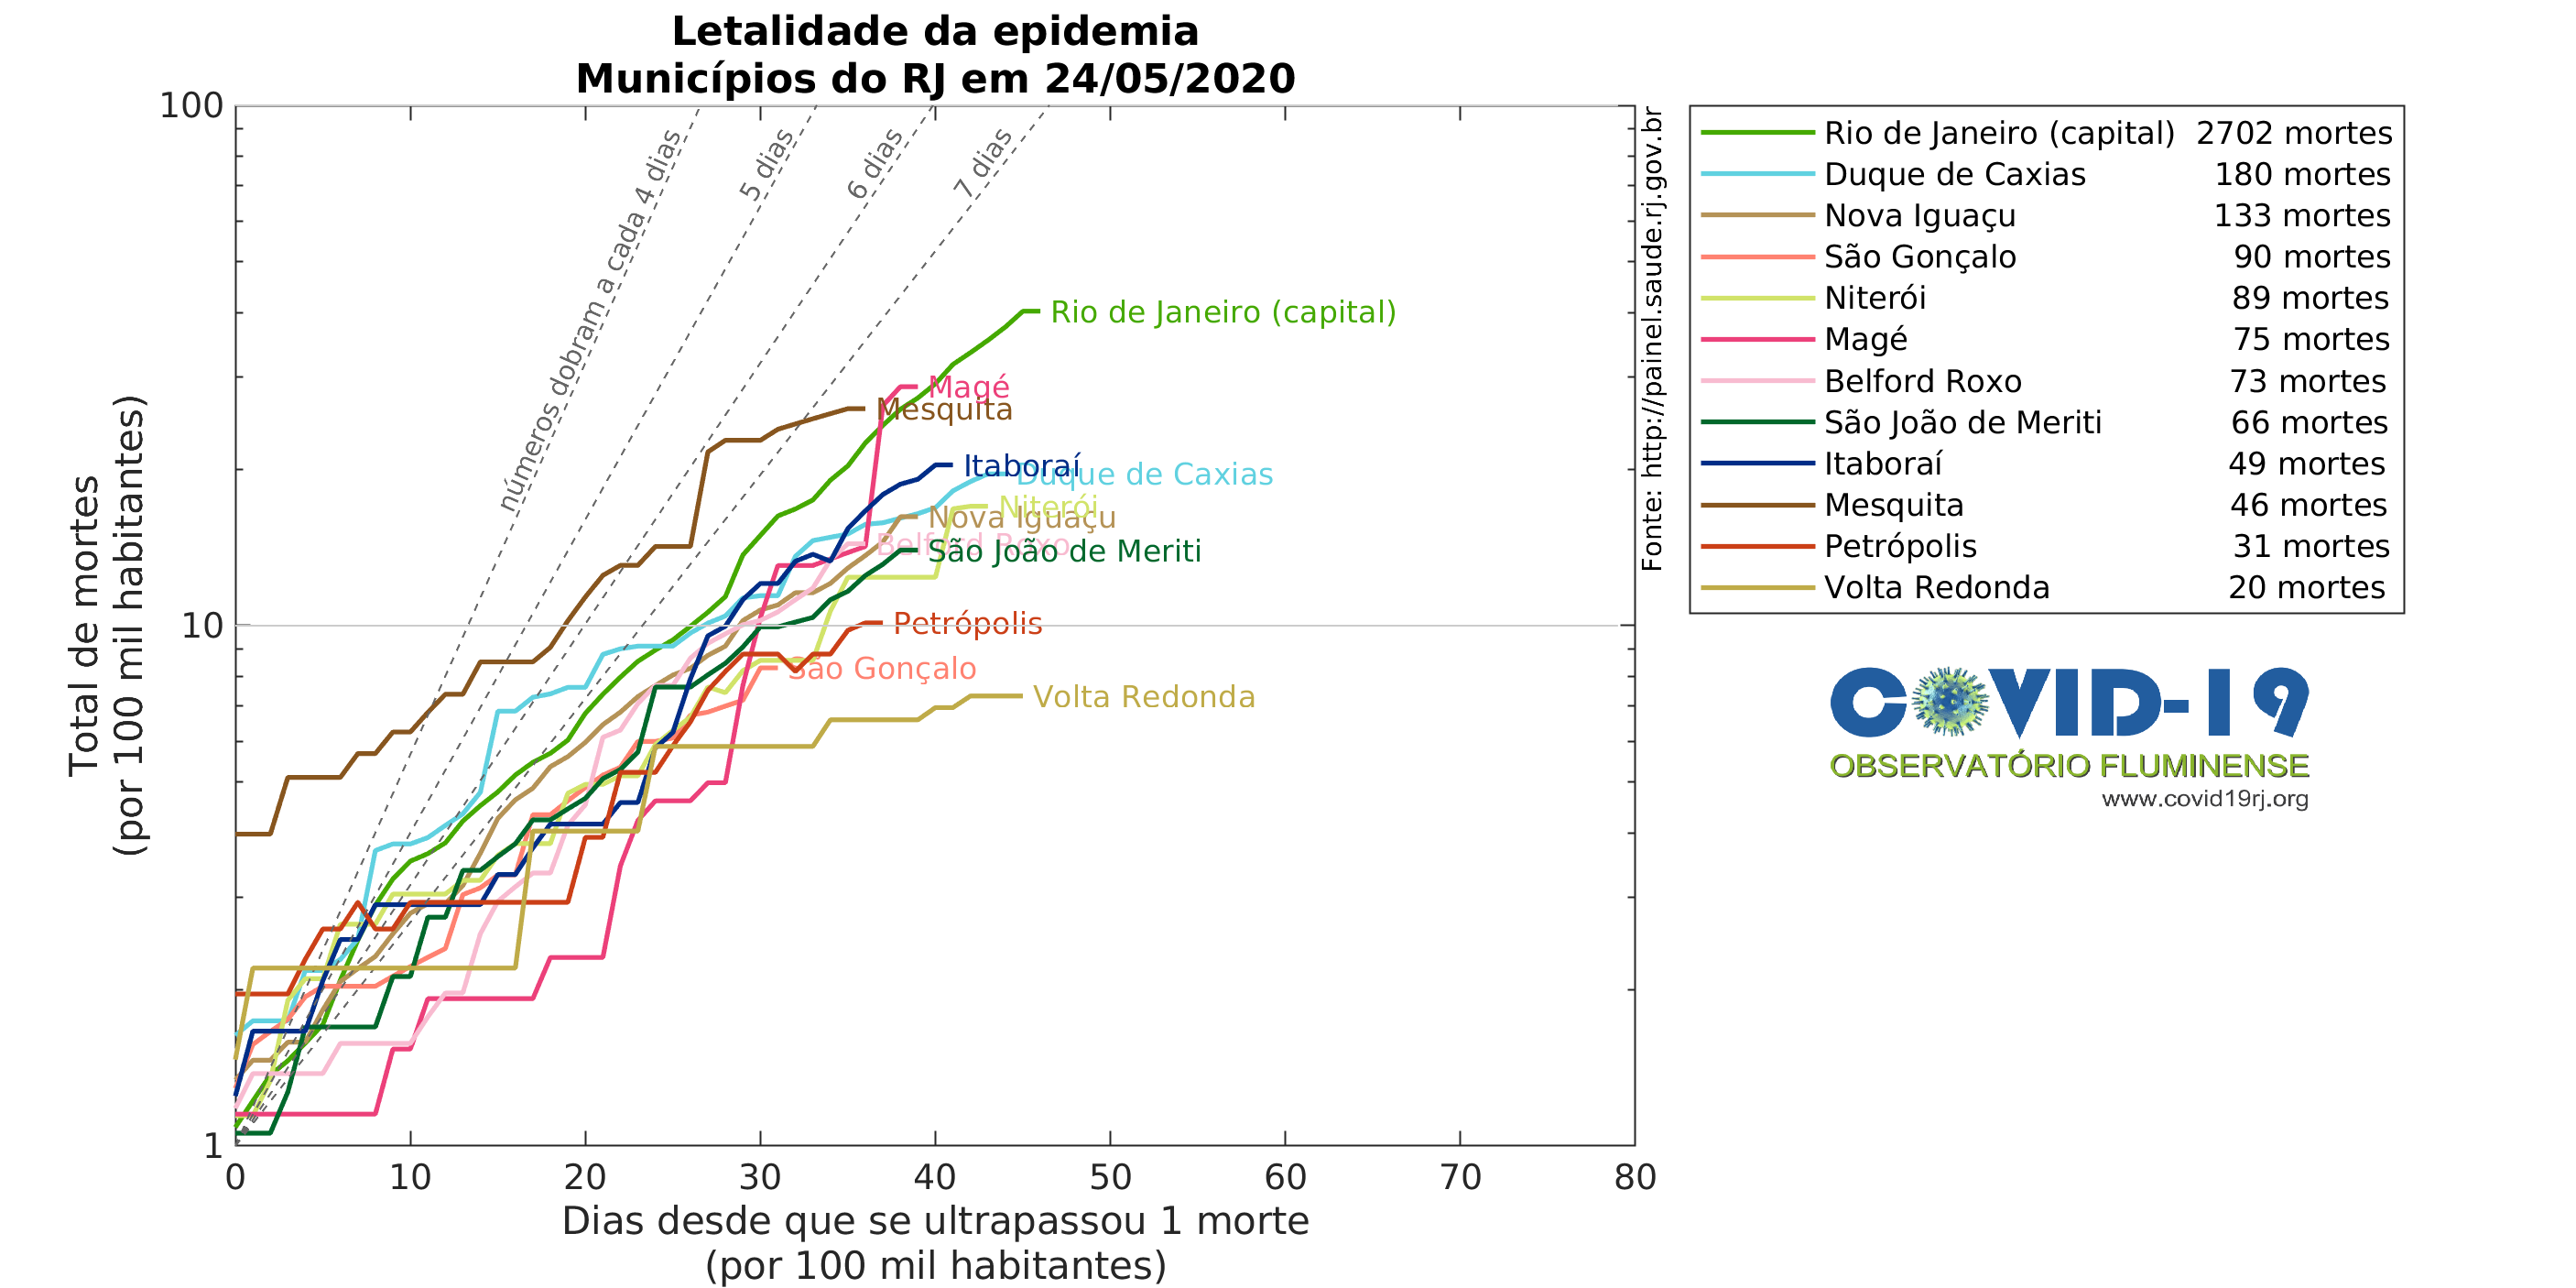 Letalidade da epidemia
Municípios do RJ em 24/05/2020
Total de mortes
(por 100 mil habitantes)
100
10
1
0 10 20 30 40 50 60 70 80
Dias desde que se ultrapassou 1 morte
(por 100 mil habitantes)
números dobram a cada 4 dias
5 dias
6 dias
7 dias
Rio de Janeiro (capital)
Magé
Mesquita
Itaboraí
Duque de Caxias
Niterói
Nova Iguaçu
Belford Roxo
São João de Meriti
Petrópolis
São Gonçalo
Volta Redonda
Fonte: http://painel.saude.rj.gov.br
Rio de Janeiro (capital) 2702 mortes
Duque de Caxias 180 mortes
Nova Iguaçu 133 mortes
São Gonçalo 90 mortes
Niterói 89 mortes
Magé 75 mortes
Belford Roxo 73 mortes
São João de Meriti 66 mortes
Itaboraí 49 mortes
Mesquita 46 mortes
Petrópolis 31 mortes
Volta Redonda 20 mortes
COVID-19
OBSERVATÓRIO FLUMINENSE
www.covid19rj.org